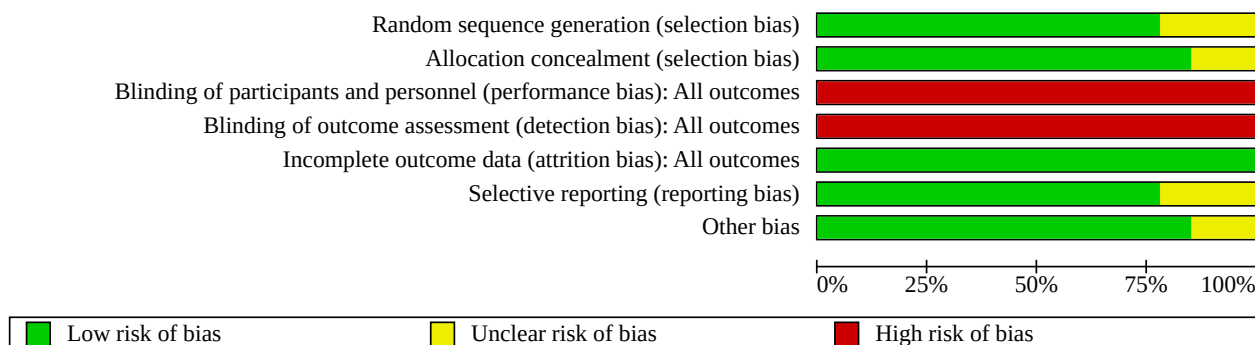 Random sequence generation (selection bias)
Allocation concealment (selection bias)
Blinding of participants and personnel (performance bias): All outcomes
Blinding of outcome assessment (detection bias): All outcomes
Incomplete outcome data (attrition bias): All outcomes
Selective reporting (reporting bias)
Other bias
0% 25% 50% 75% 100%
Low risk of bias Unclear risk of bias High risk of bias